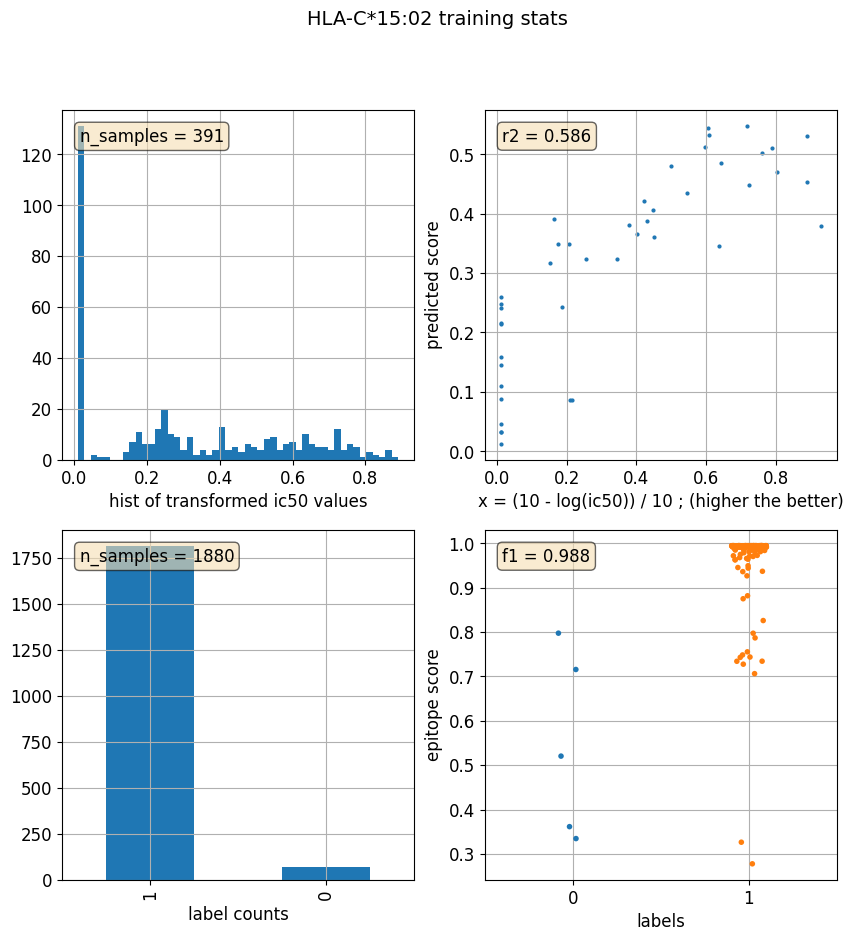 HLA-C*15:02 training stats
n_samples = 391
120
100
80
60
40
20
0
0.0 0.2 0.4 0.6 0.8
hist of transformed ic50 values
r2 = 0.586
predicted score
0.5
0.4
0.3
0.2
0.1
0.0
0.0 0.2 0.4 0.6 0.8
x = (10 - log(ic50)) / 10 ; (higher the better)
n_samples = 1880
1750
1500
1250
1000
750
500
250
0
1 0
label counts
f1 = 0.988
epitope score
1.0
0.9
0.8
0.7
0.6
0.5
0.4
0.3
0 1
labels